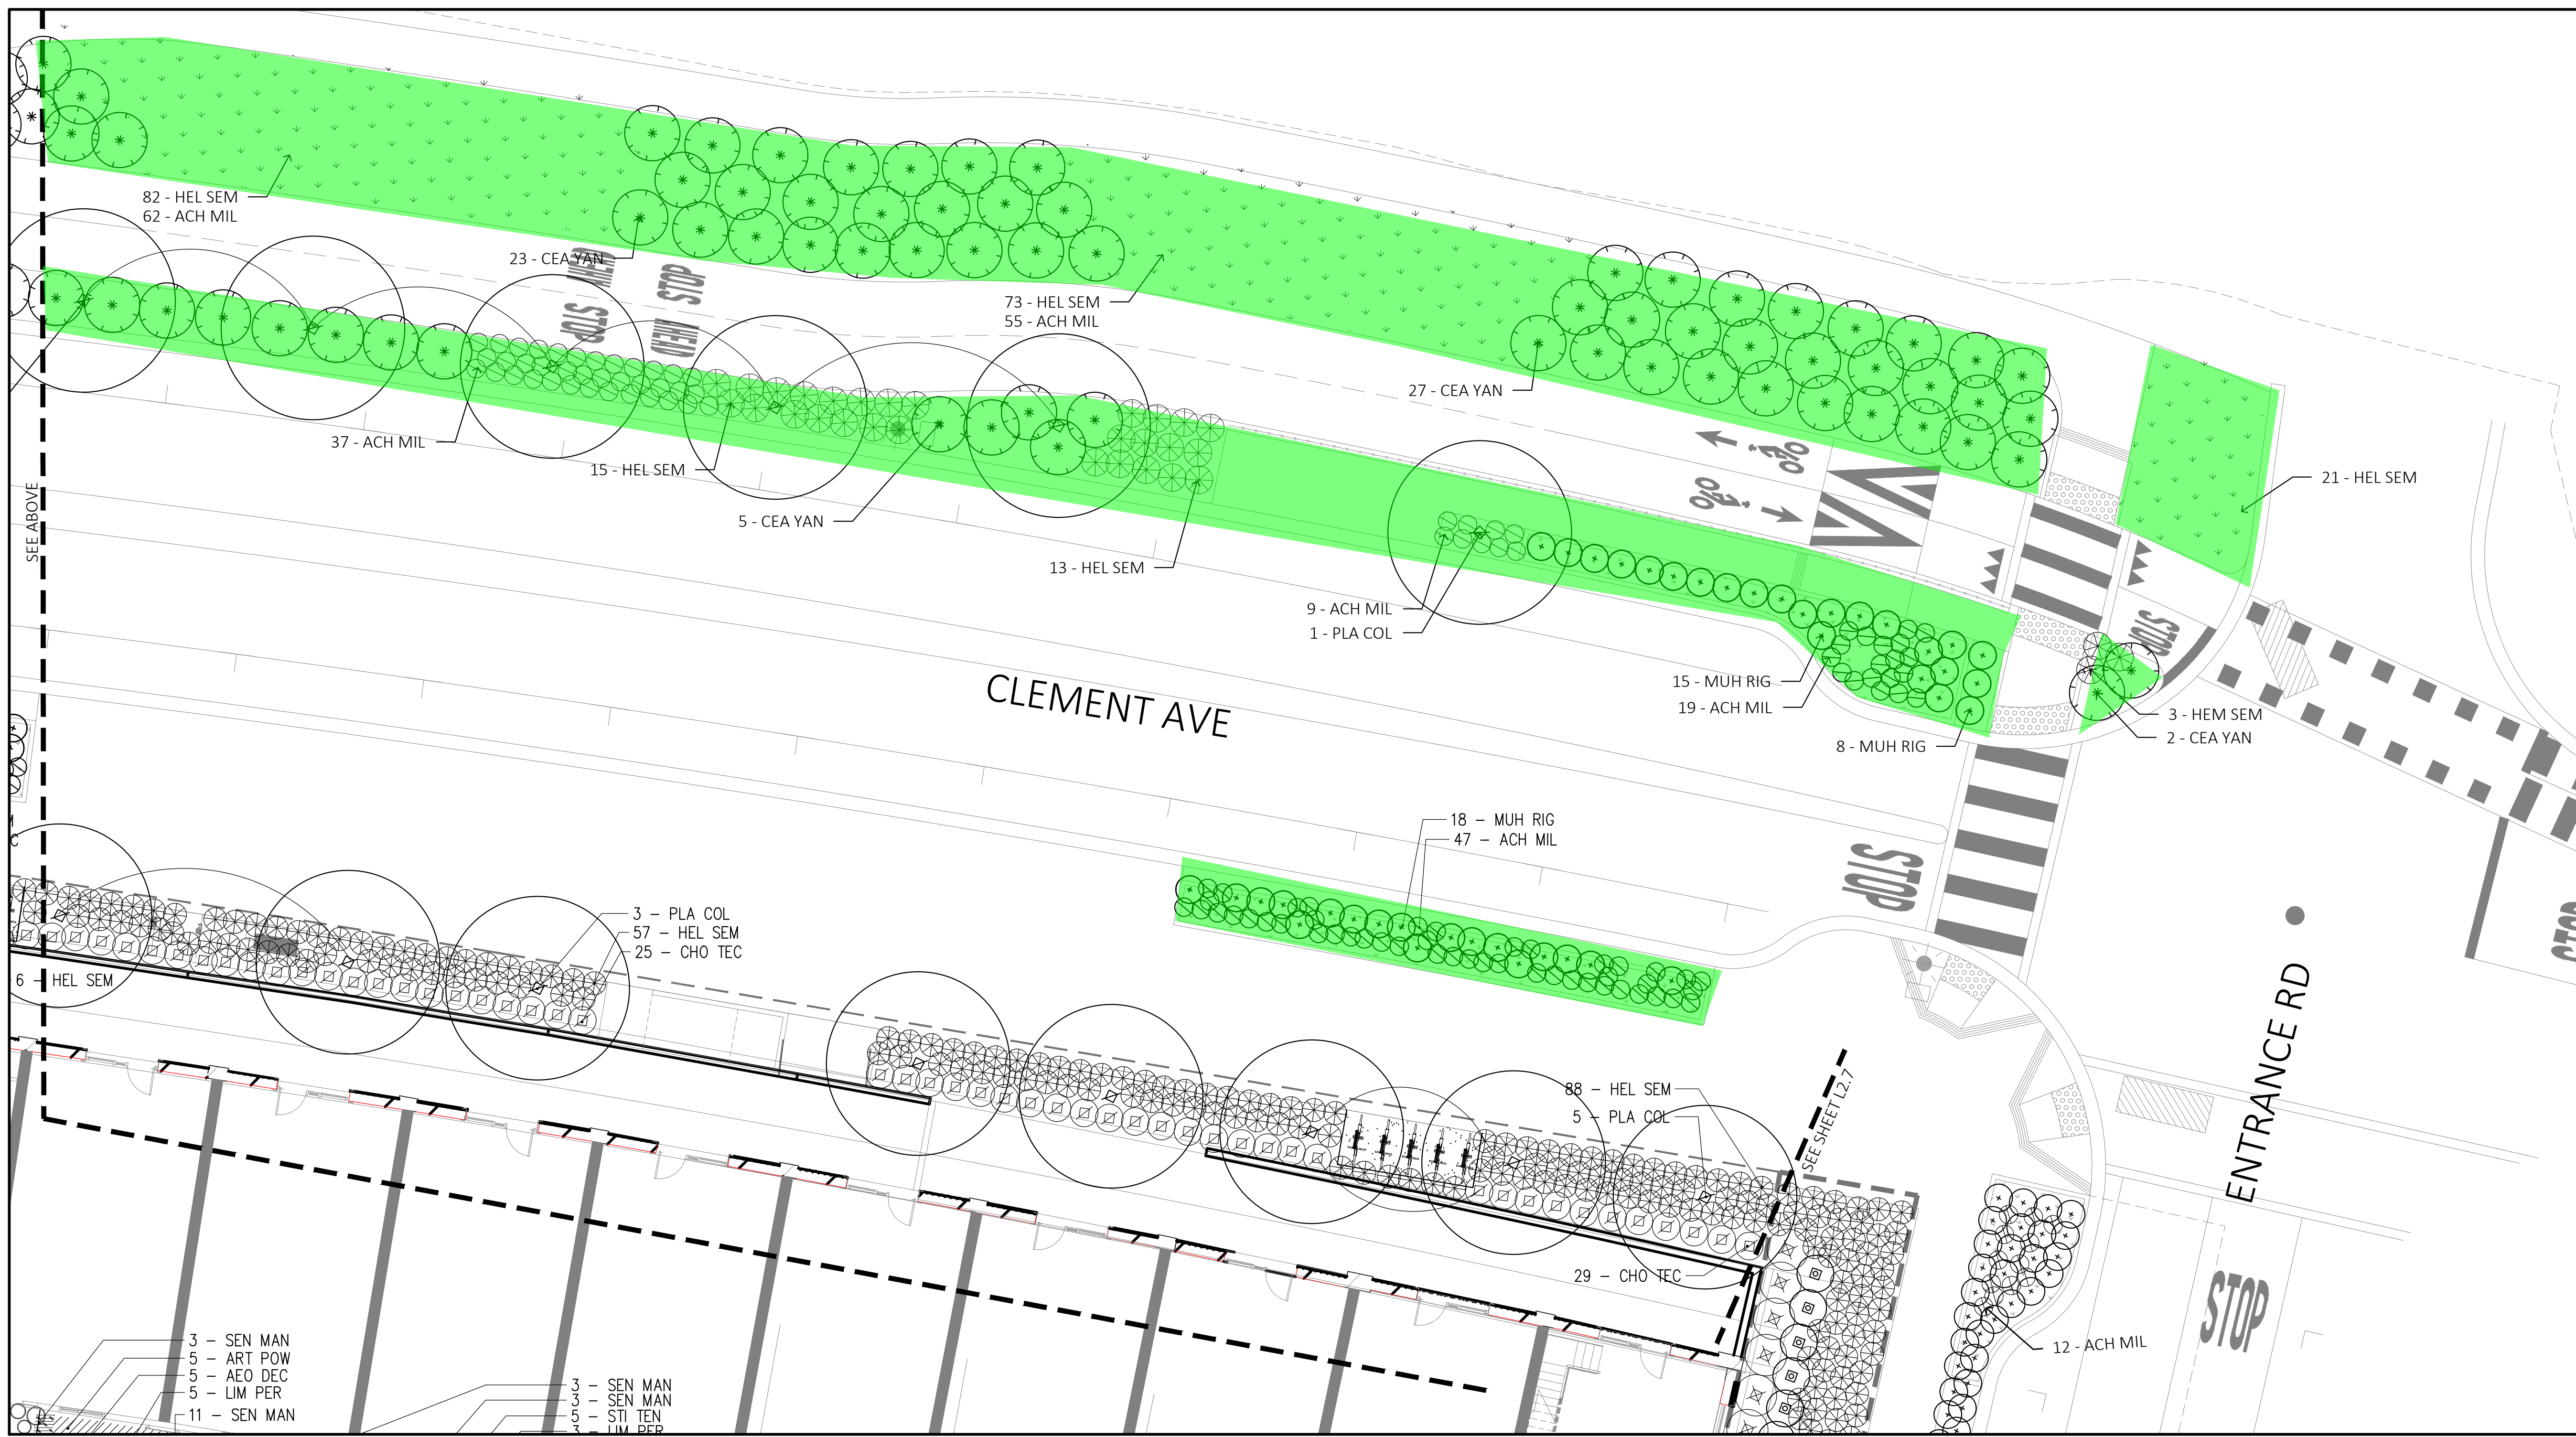 82 - HEL SEM
62 - ACH MIL
23 - CEA YAN
STOP
AHEAD
STOP
AHEAD
73 - HEL SEM
55 - ACH MIL
27 - CEA YAN
21 - HEL SEM
37 - ACH MIL
15 - HEL SEM
5 - CEA YAN
13 - HEL SEM
SEE ABOVE
9 - ACH MIL
1 - PLA COL
STOP
15 - MUH RIG
19 - ACH MIL
8 - MUH RIG
3 - HEM SEM
2 - CEA YAN
CLEMENT AVE
18 - MUH RIG
47 - ACH MIL
STOP
STOP
3 - PLA COL
57 - HEL SEM
25 - CHO TEC
6 - HEL SEM
ENTRANCE RD
88 - HEL SEM
5 - PLA COL
SEE SHEET L2.7
29 - CHO TEC
STOP
12 - ACH MIL
3 - SEN MAN
5 - ART POW
5 - AEO DEC
5 - LIM PER
11 - SEN MAN
3 - SEN MAN
3 - SEN MAN
5 - STI TEN
3 - LIM PER